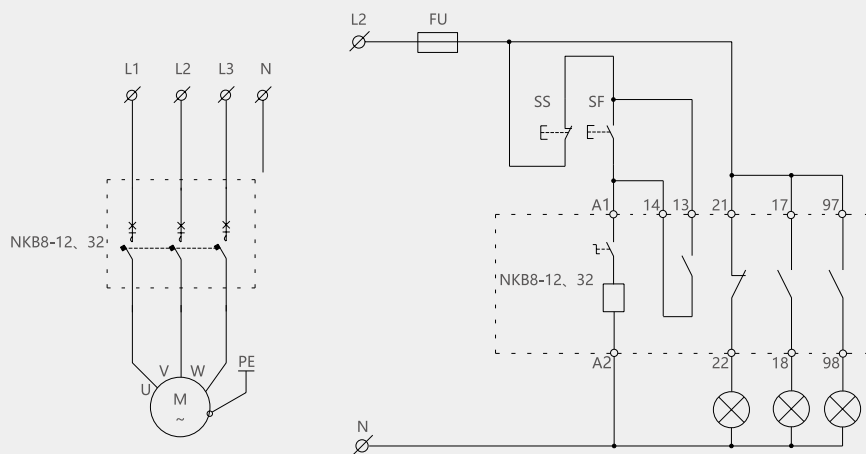 L2
FU
L1
L2
L3
N
SS
SF
A1
14
13
21
17
97
NKB8-12、32
NKB8-12、32
PE
V
W
U
M
~
A2
22
18
98
N